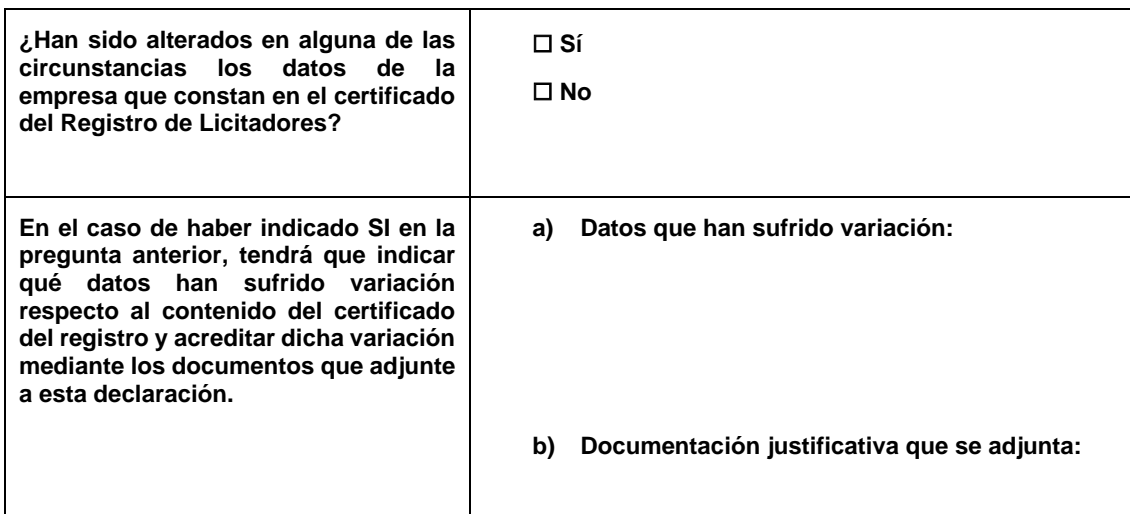 ¿Han sido alterados en alguna de las
circunstancias los datos de la
empresa que constan en el certificado
del Registro de Licitadores?
☐ Sí
☐ No
En el caso de haber indicado SI en la
pregunta anterior, tendrá que indicar
qué datos han sufrido variación
respecto al contenido del certificado
del registro y acreditar dicha variación
mediante los documentos que adjunte
a esta declaración.
a) Datos que han sufrido variación:
b) Documentación justificativa que se adjunta: